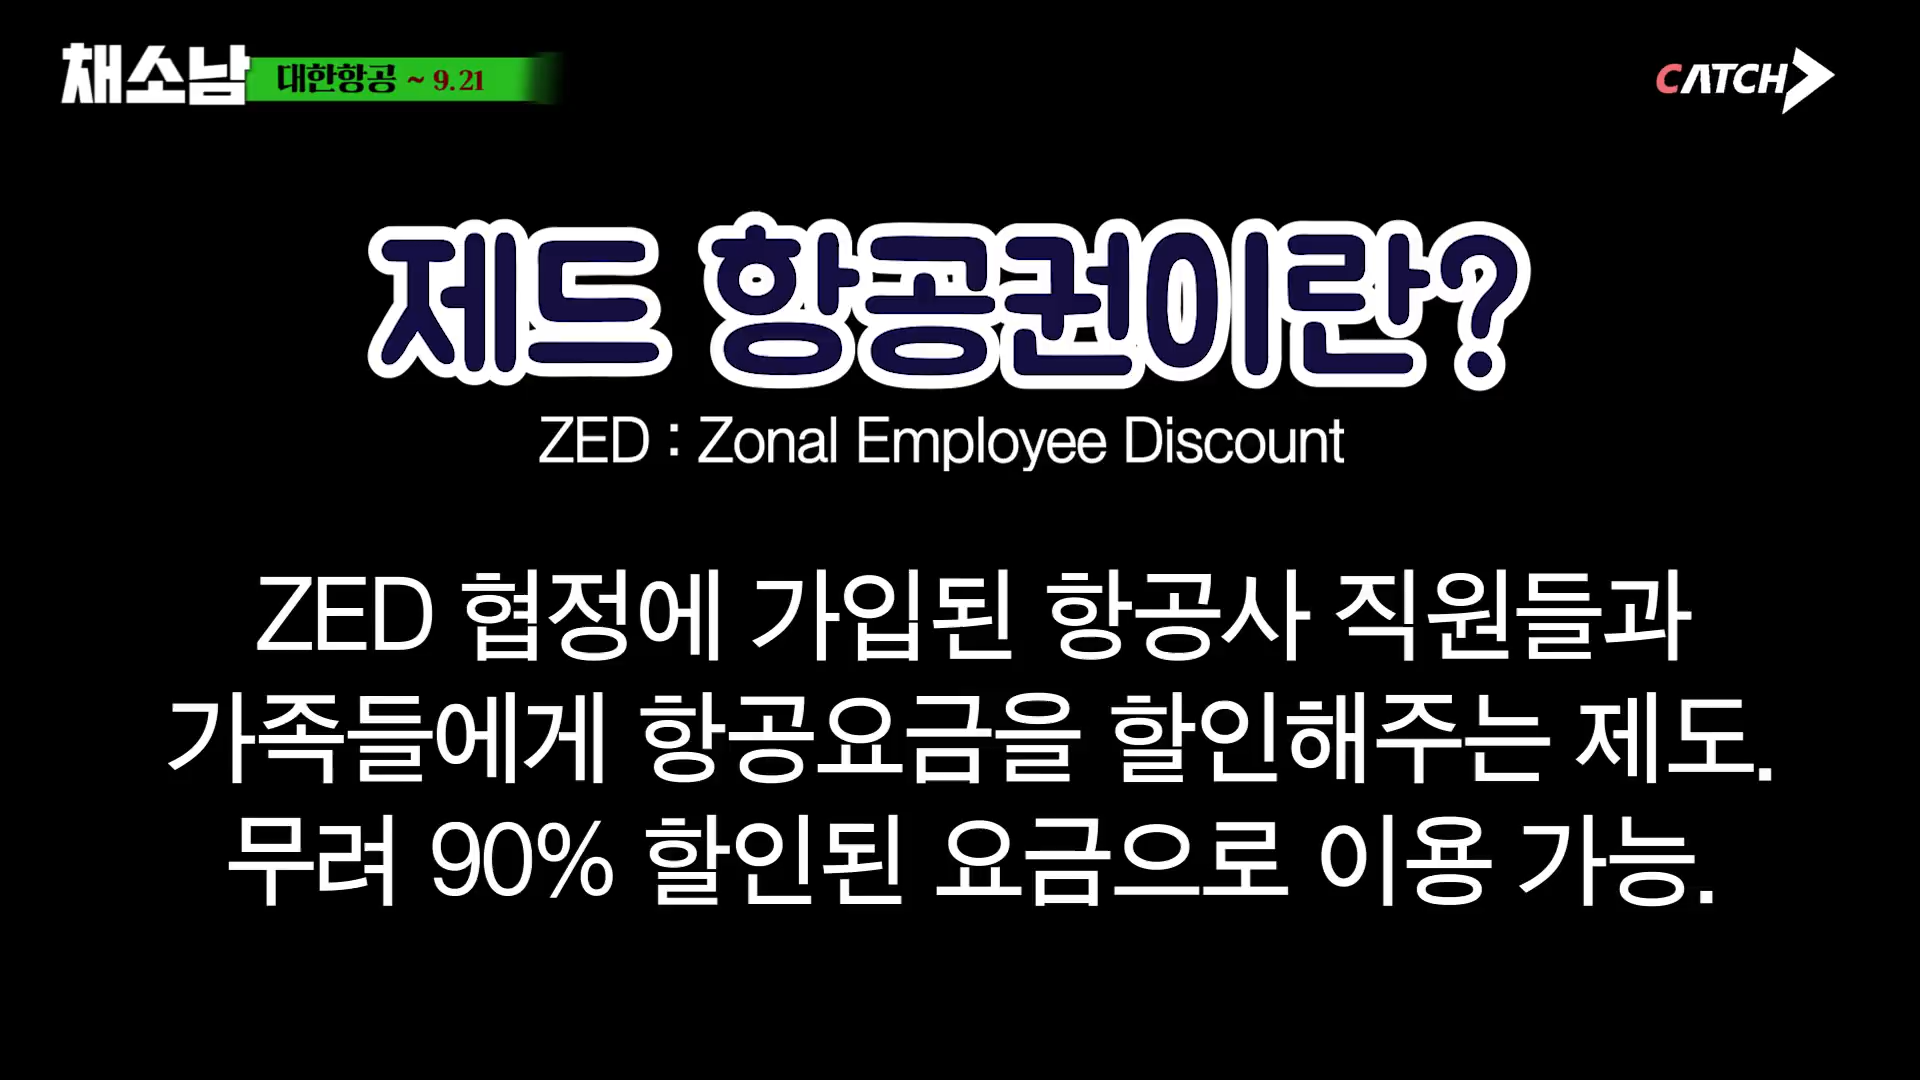 채소남 대한항공 ~ 9.21
CATCH
제드 항공권이란?
ZED : Zonal Employee Discount
ZED 협정에 가입된 항공사 직원들과
가족들에게 항공요금을 할인해주는 제도.
무려 90% 할인된 요금으로 이용 가능.